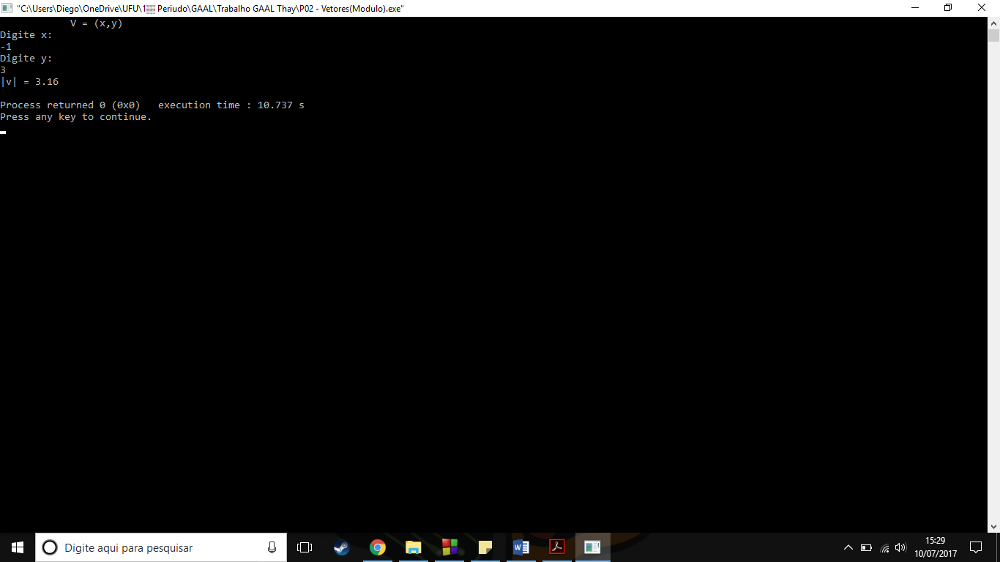 "C:\Users\Diego\OneDrive\UFU\1 Periudo\GAAL\Trabalho GAAL Thay\P02 - Vetores(Modulo).exe"
V = (x,y)
Digite x:
-1
Digite y:
3
|v| = 3.16
Process returned 0 (0x0)   execution time : 10.737 s
Press any key to continue.
Digite aqui para pesquisar
15:29
10/07/2017